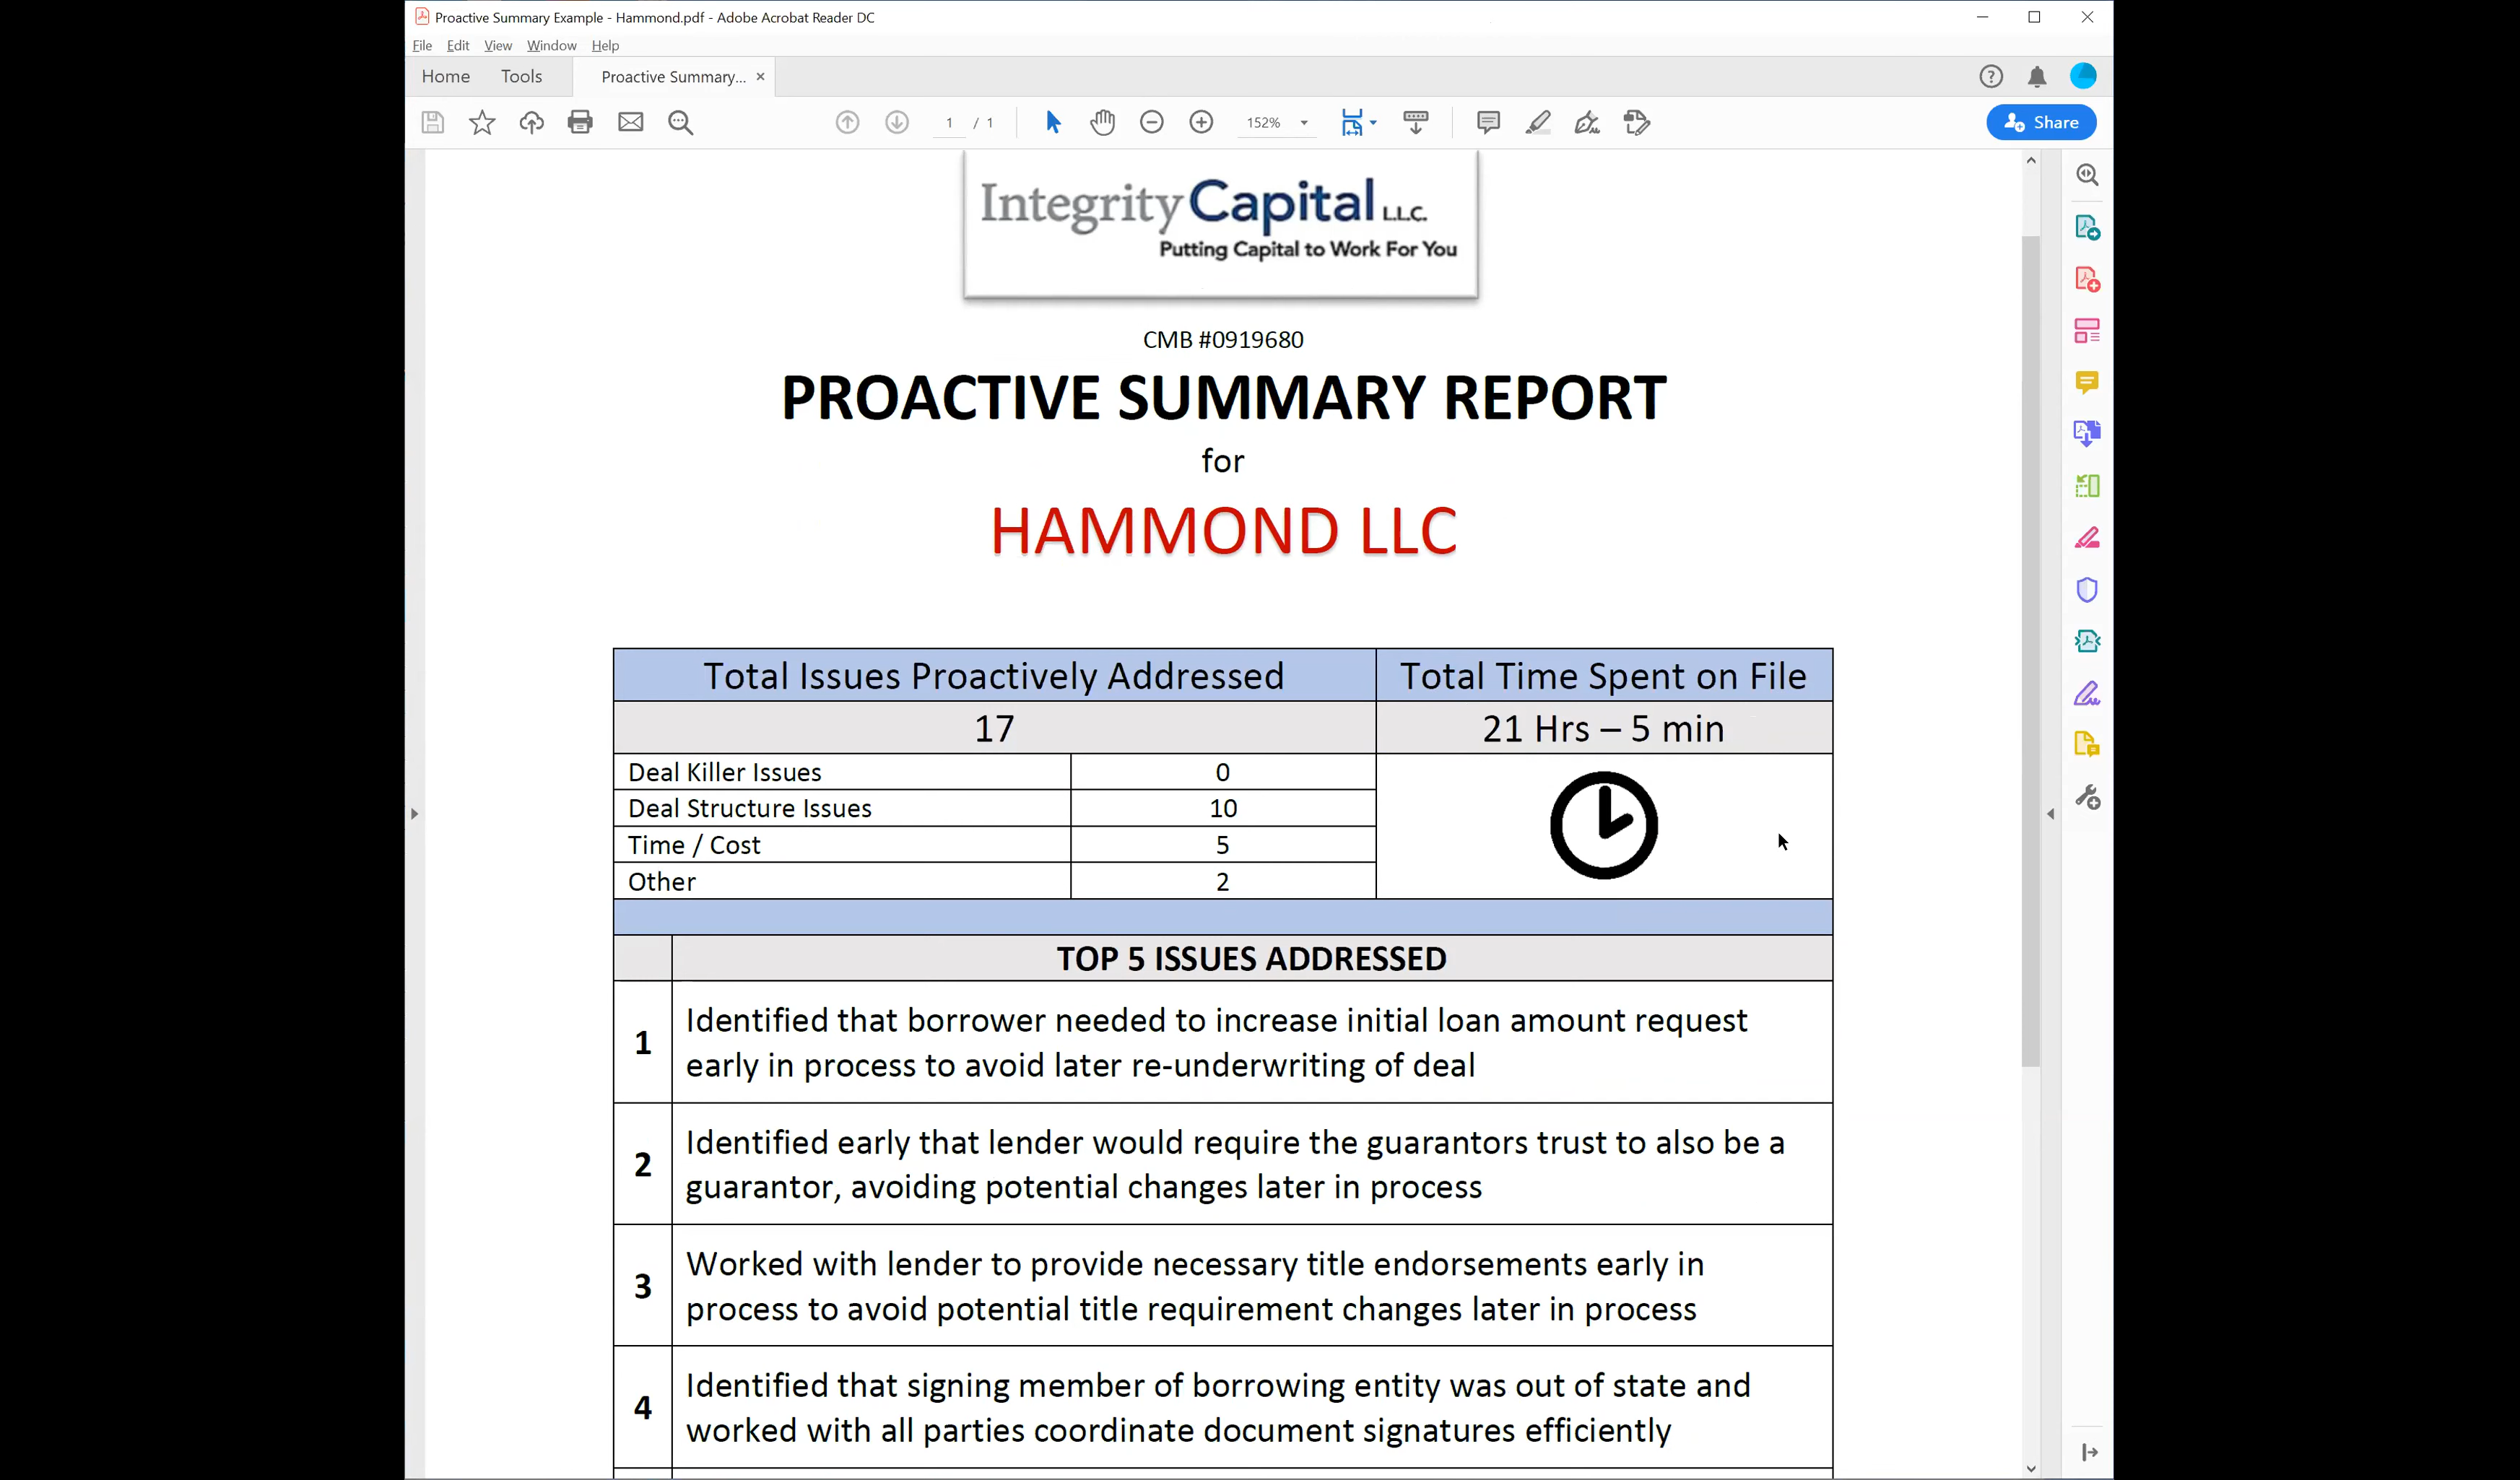 Proactive Summary Example - Hammond.pdf - Adobe Acrobat Reader DC
File Edit View Window Help
Home Tools Proactive Summary...
1 / 1 152% Share
Integrity Capital L.L.C.
Putting Capital to Work For You
CMB #0919680
PROACTIVE SUMMARY REPORT
for
HAMMOND LLC
Total Issues Proactively Addressed Total Time Spent on File
17 21 Hrs – 5 min
Deal Killer Issues 0
Deal Structure Issues 10
Time / Cost 5
Other 2
TOP 5 ISSUES ADDRESSED
1 Identified that borrower needed to increase initial loan amount request
early in process to avoid later re-underwriting of deal
2 Identified early that lender would require the guarantors trust to also be a
guarantor, avoiding potential changes later in process
3 Worked with lender to provide necessary title endorsements early in
process to avoid potential title requirement changes later in process
4 Identified that signing member of borrowing entity was out of state and
worked with all parties coordinate document signatures efficiently